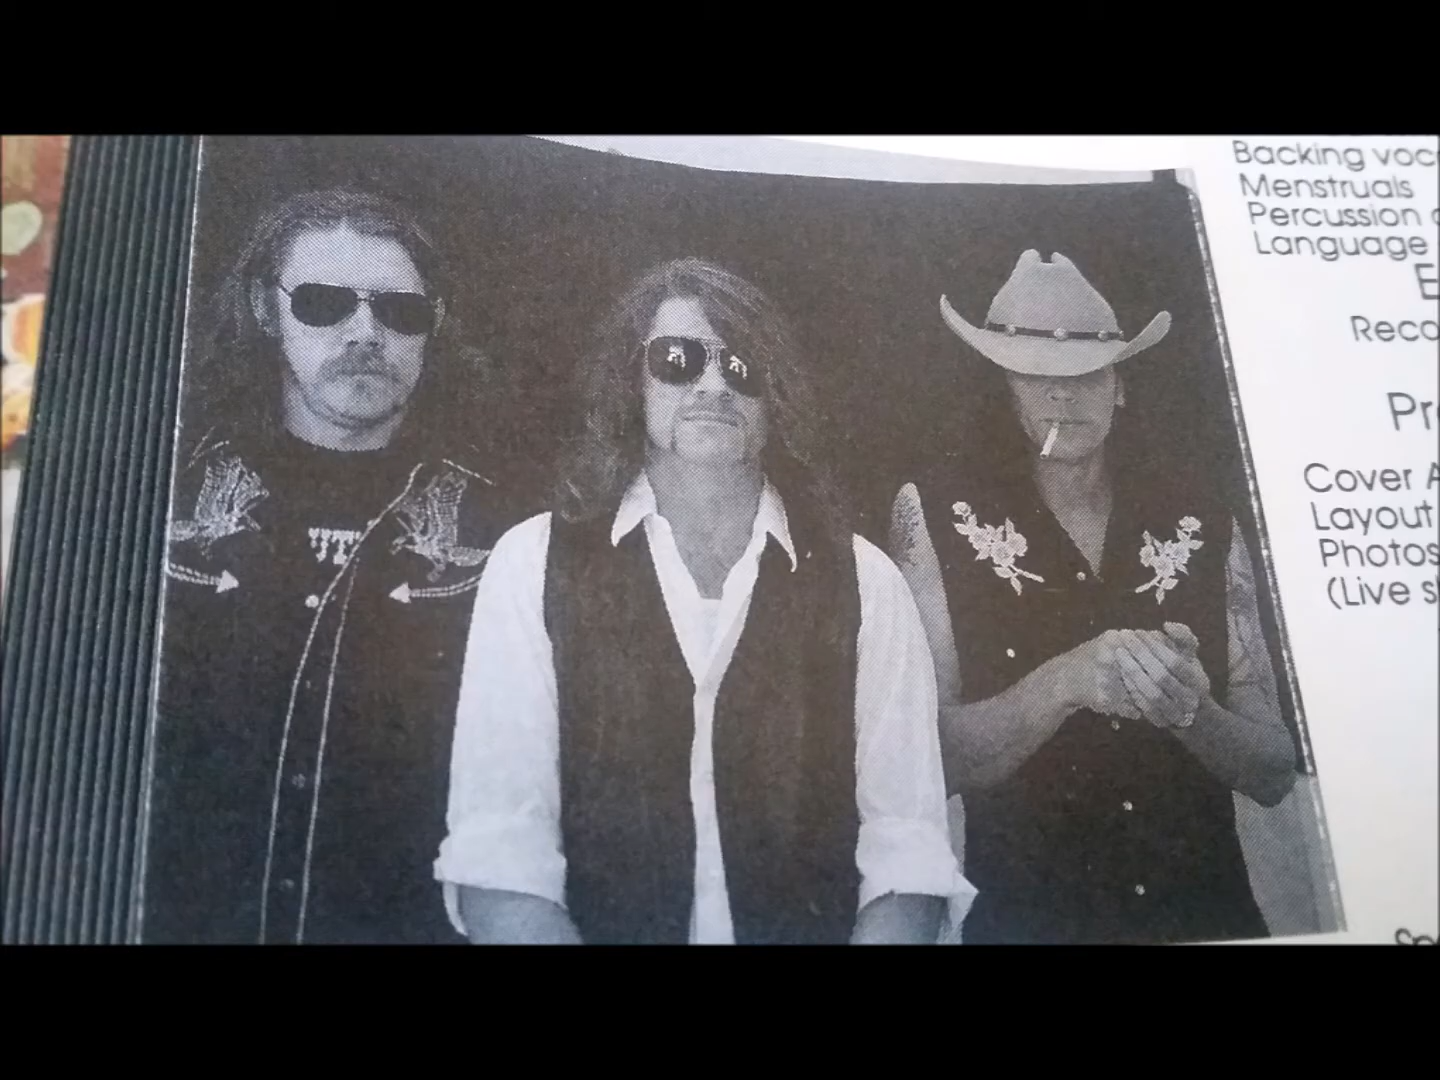 Backing voc
Menstruals
Percussion
Language
E
Reco
Pr
Cover A
Layout
Photos
(Live s